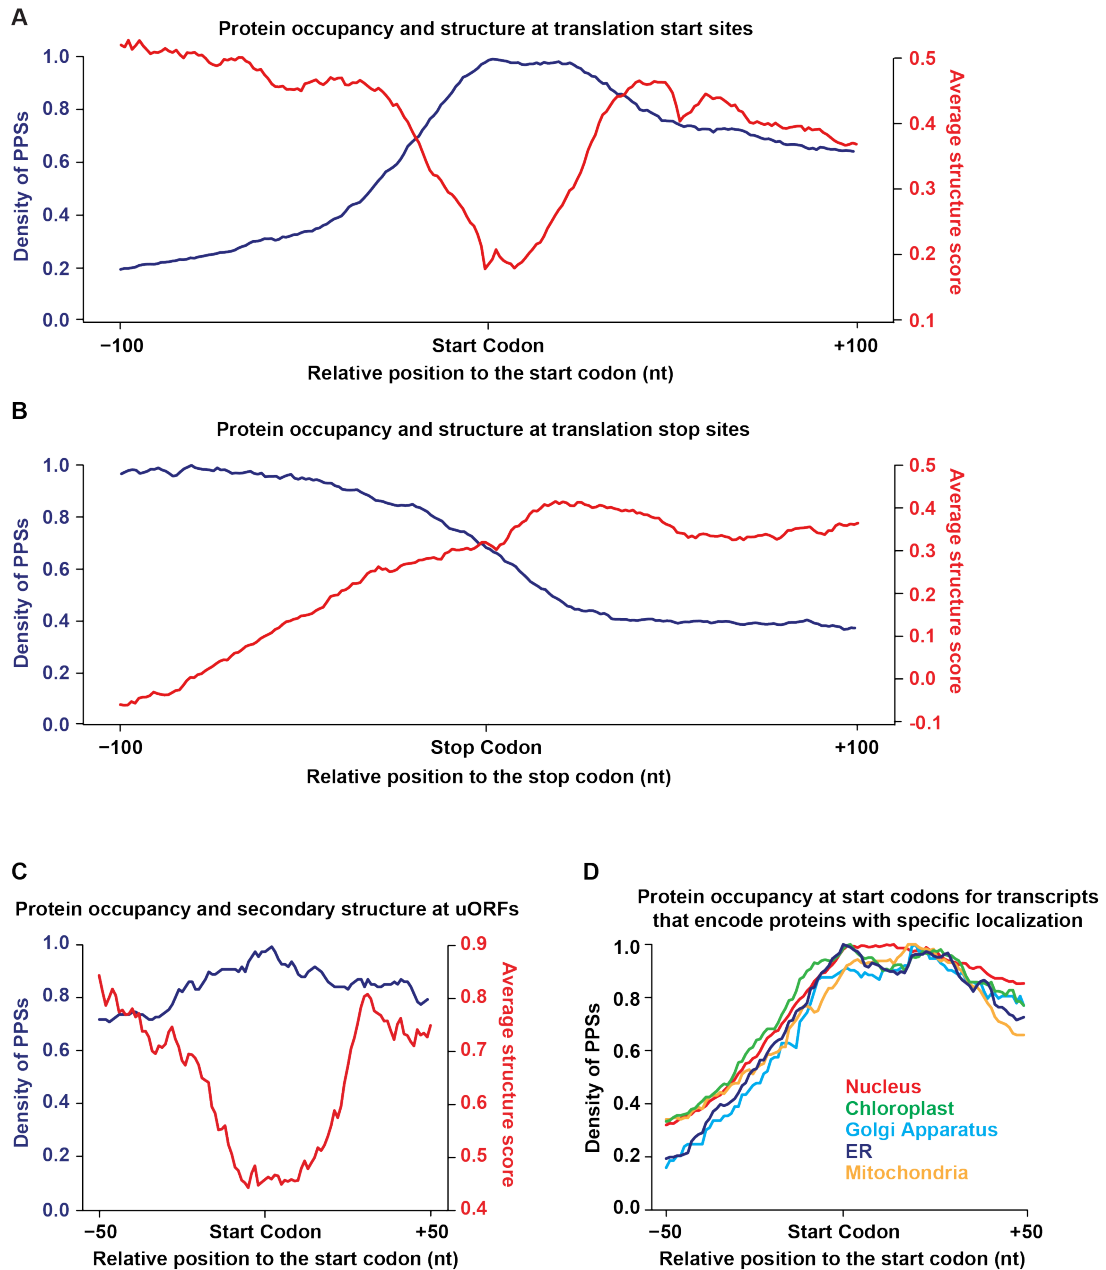 A
Protein occupancy and structure at translation start sites
1.0
0.8
0.6
0.4
0.2
0.0
Density of PPSs
0.5
0.4
0.3
0.2
0.1
Average structure score
−100
Start Codon
+100
Relative position to the start codon (nt)
B
Protein occupancy and structure at translation stop sites
1.0
0.8
0.6
0.4
0.2
0.0
Density of PPSs
0.5
0.4
0.3
0.2
0.1
0.0
-0.1
Average structure score
−100
Stop Codon
+100
Relative position to the stop codon (nt)
C
Protein occupancy and secondary structure at uORFs
1.0
0.8
0.6
0.4
0.2
0.0
Density of PPSs
0.9
0.8
0.7
0.6
0.5
0.4
Average structure score
−50
Start Codon
+50
Relative position to the start codon (nt)
D
Protein occupancy at start codons for transcripts
that encode proteins with specific localization
1.0
0.8
0.6
0.4
0.2
0.0
Density of PPSs
Nucleus
Chloroplast
Golgi Apparatus
ER
Mitochondria
−50
Start Codon
+50
Relative position to the start codon (nt)